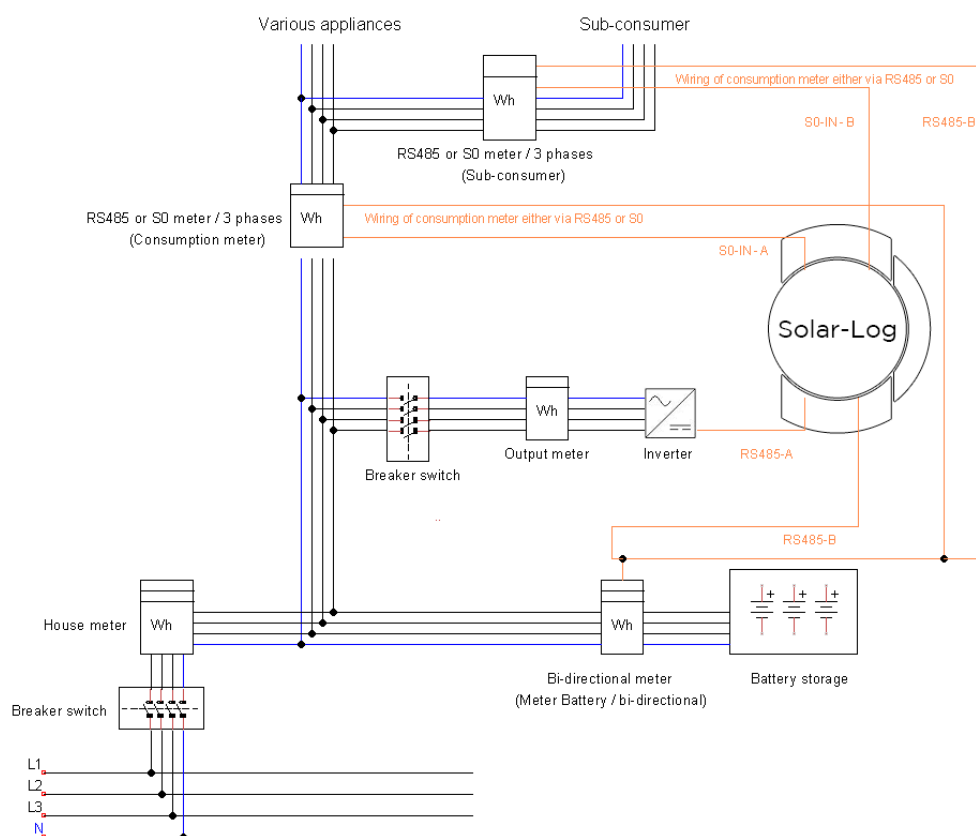 Various appliances
Sub-consumer
Wh
Wiring of consumption meter either via RS485 or S0
S0-IN-B
RS485-B
RS485 or S0 meter / 3 phases
(Sub-consumer)
RS485 or S0 meter / 3 phases
(Consumption meter)
Wh
Wiring of consumption meter either via RS485 or S0
S0-IN-A
Solar-Log
Wh
Breaker switch
Output meter
Inverter
RS485-A
..
RS485-B
House meter
Wh
Wh
+
+
+
Bi-directional meter
(Meter Battery / bi-directional)
Battery storage
Breaker switch
L1
L2
L3
N